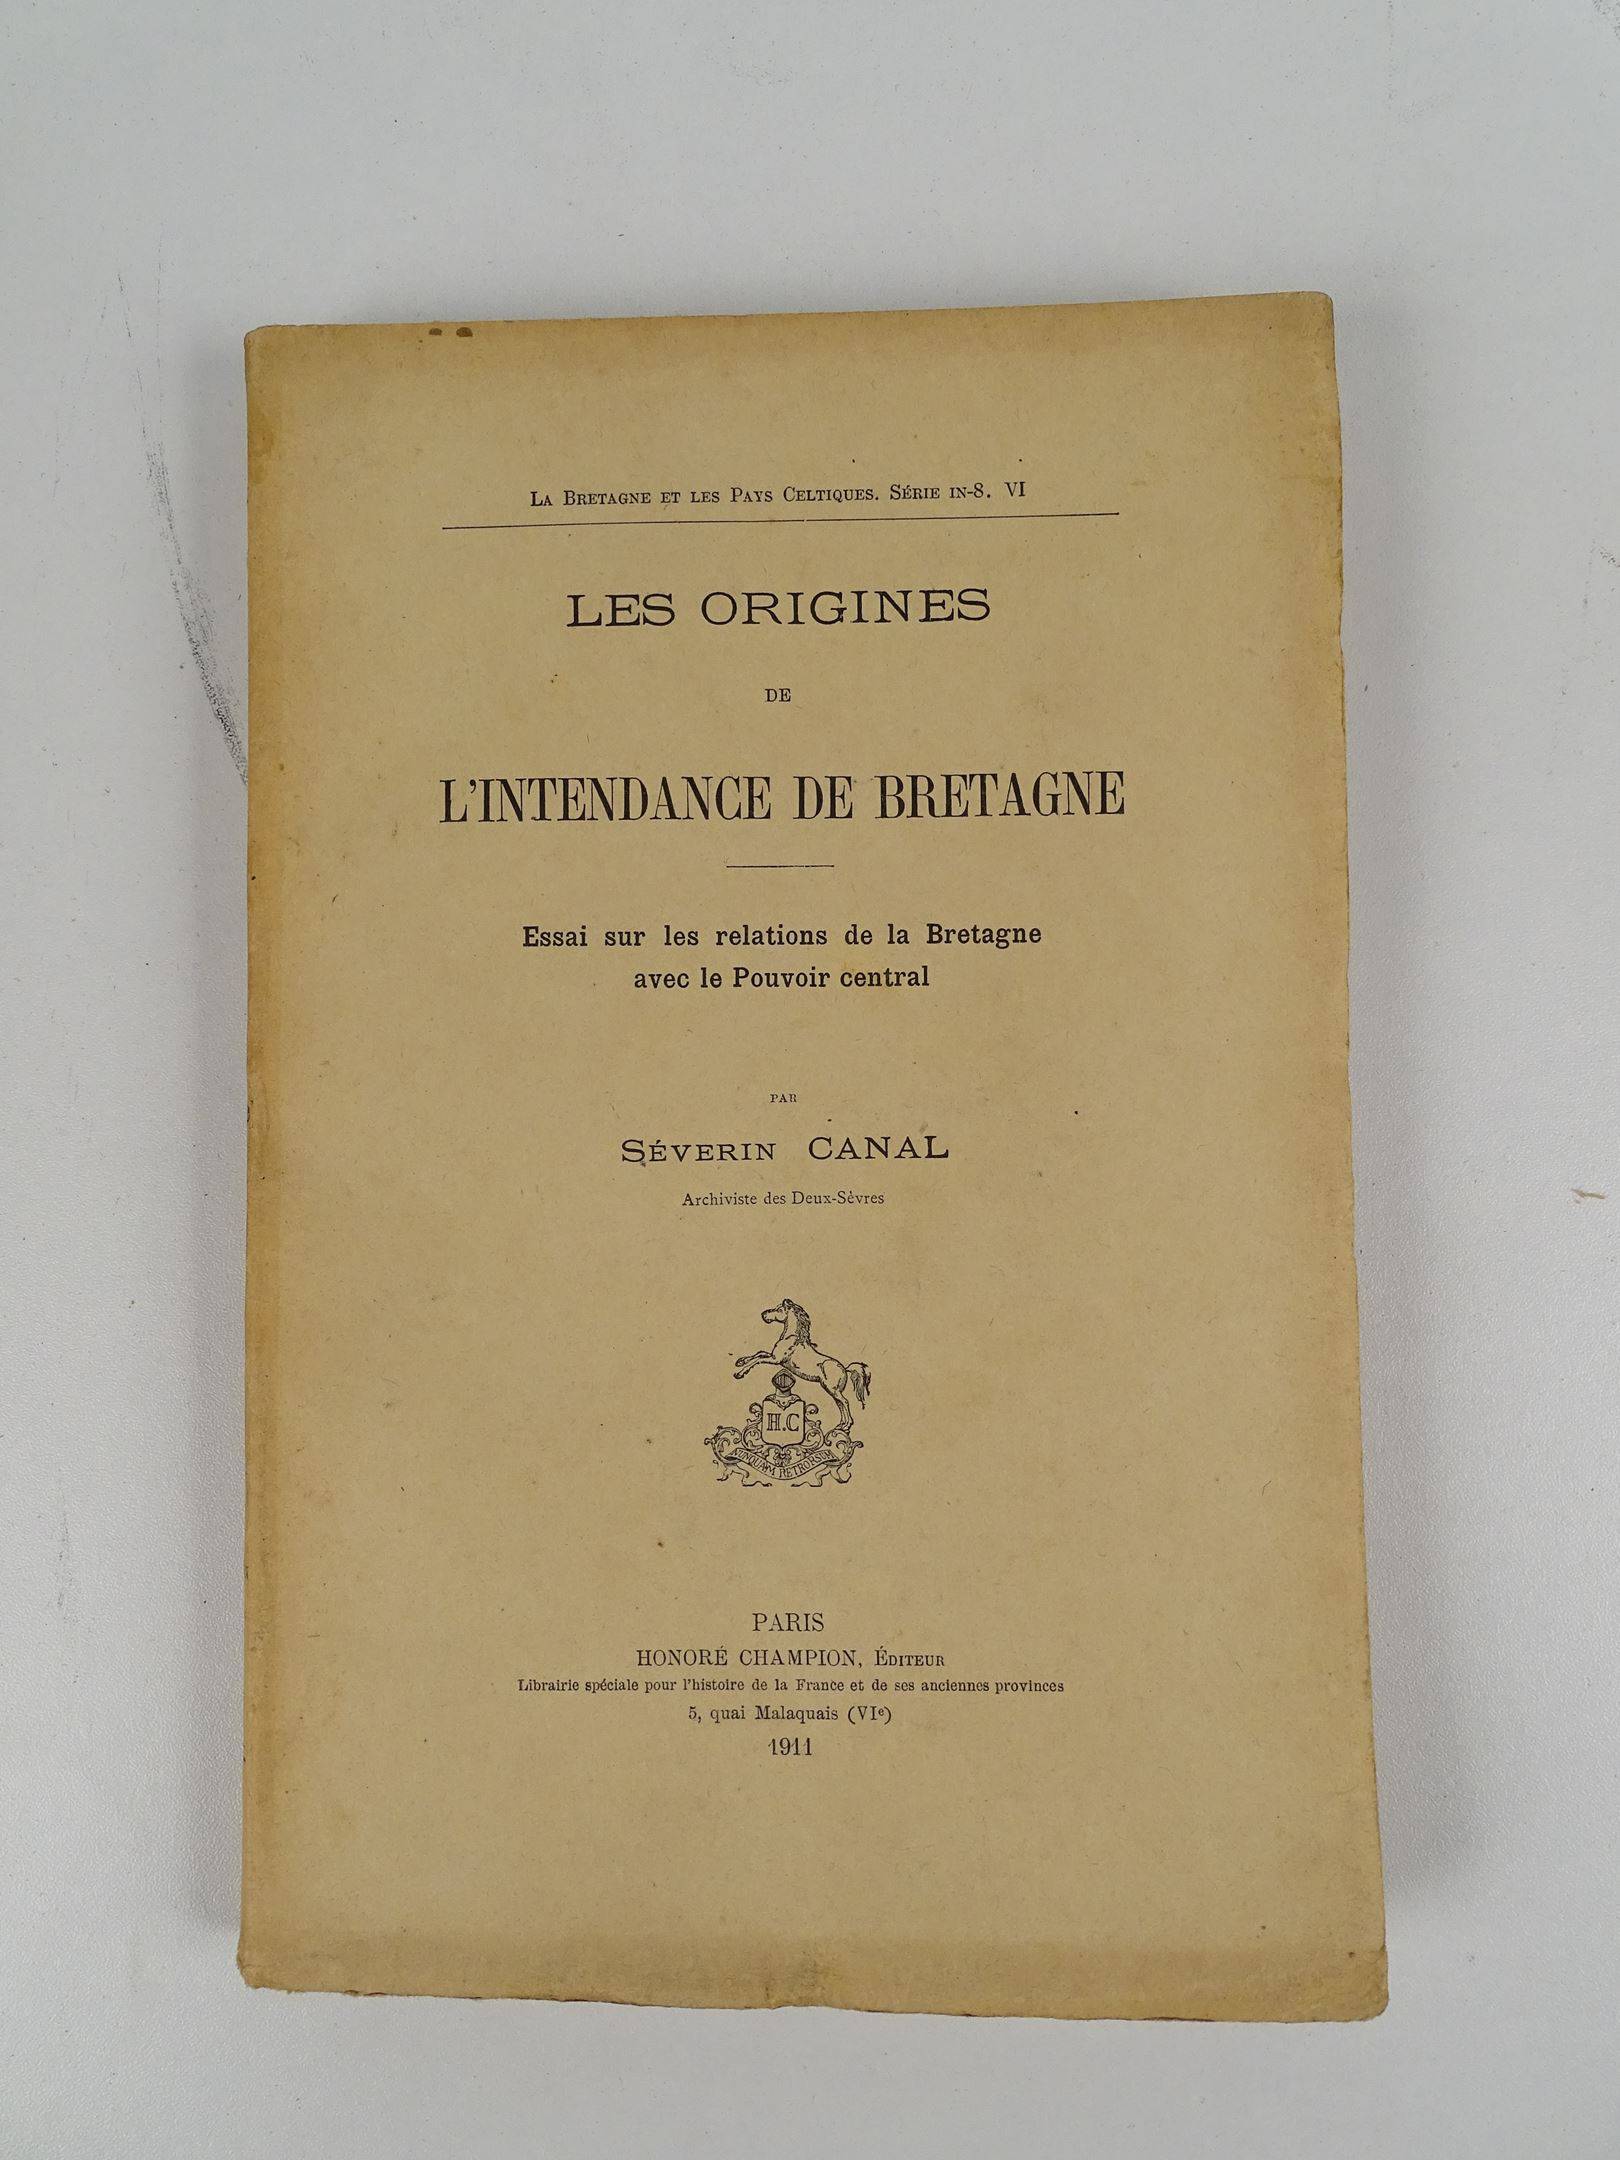 La Bretagne et les Pays Celtiques. Série in-8. VI
LES ORIGINES
DE
L'INTENDANCE DE BRETAGNE
Essai sur les relations de la Bretagne
avec le Pouvoir central
PAR
Séverin CANAL
Archiviste des Deux-Sèvres
H.C
NUNQUAM RETRORSUM
PARIS
HONORÉ CHAMPION, Éditeur
Librairie spéciale pour l'histoire de la France et de ses anciennes provinces
5, quai Malaquais (VIe)
1911